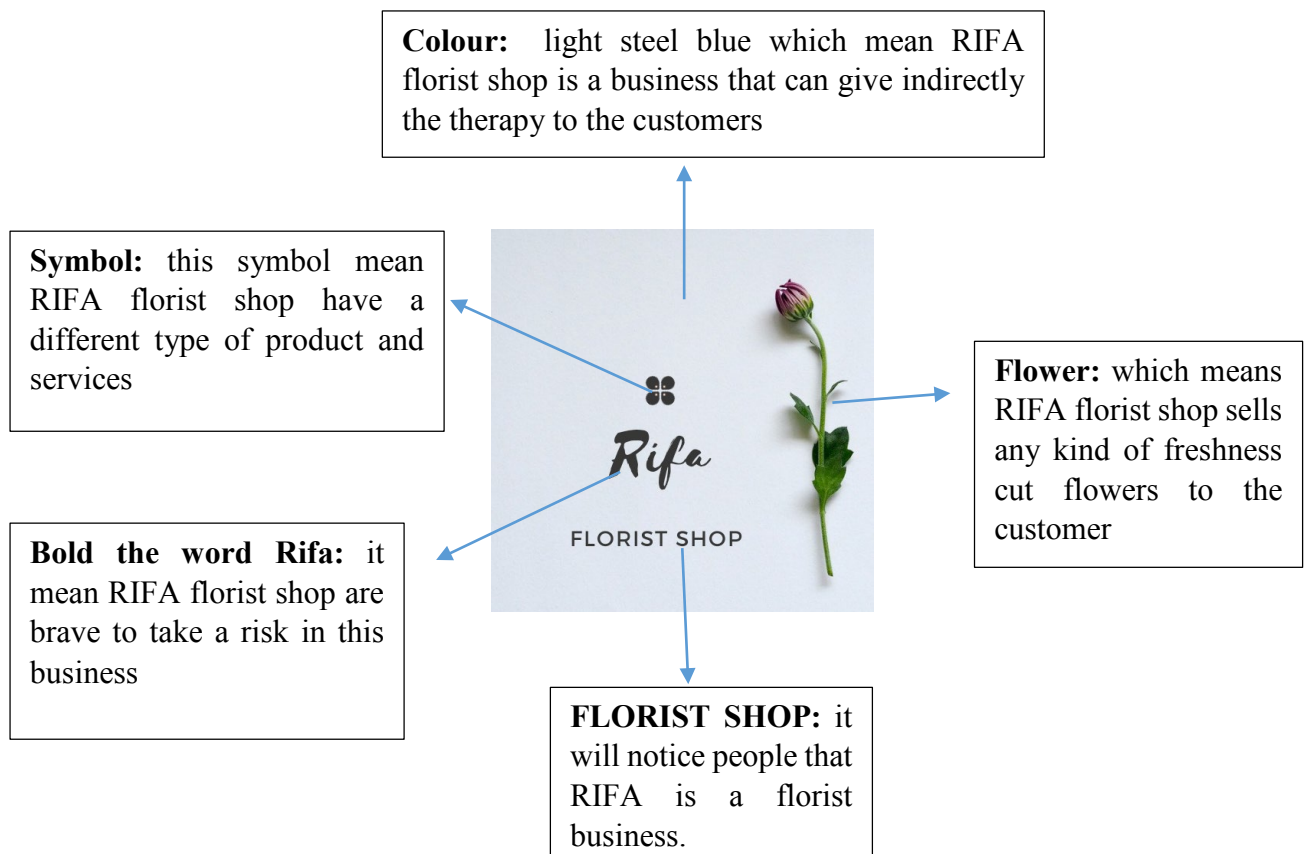 Colour: light steel blue which mean RIFA
florist shop is a business that can give indirectly
the therapy to the customers
Symbol: this symbol mean
RIFA florist shop have a
different type of product and
services
Rifa
FLORIST SHOP
Flower: which means
RIFA florist shop sells
any kind of freshness
cut flowers to the
customer
Bold the word Rifa: it
mean RIFA florist shop are
brave to take a risk in this
business
FLORIST SHOP: it
will notice people that
RIFA is a florist
business.